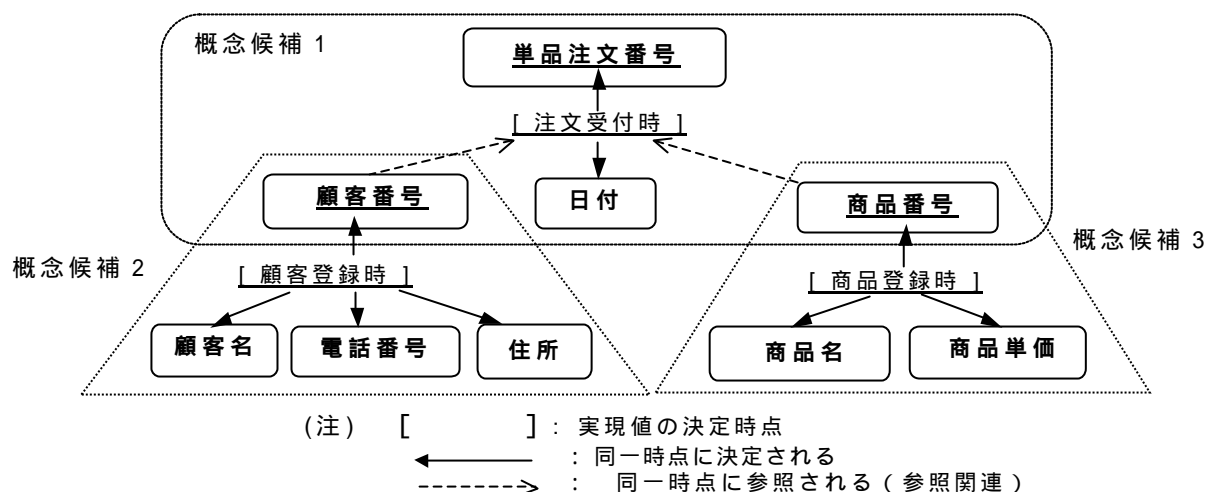 概念候補 1
単品注文番号
[ 注文受付時 ]
顧客番号
日付
商品番号
概念候補 2
概念候補 3
[ 顧客登録時 ]
[ 商品登録時 ]
顧客名
電話番号
住所
商品名
商品単価
(注) [ ] : 実現値の決定時点
: 同一時点に決定される
: 同一時点に参照される ( 参照関連 )